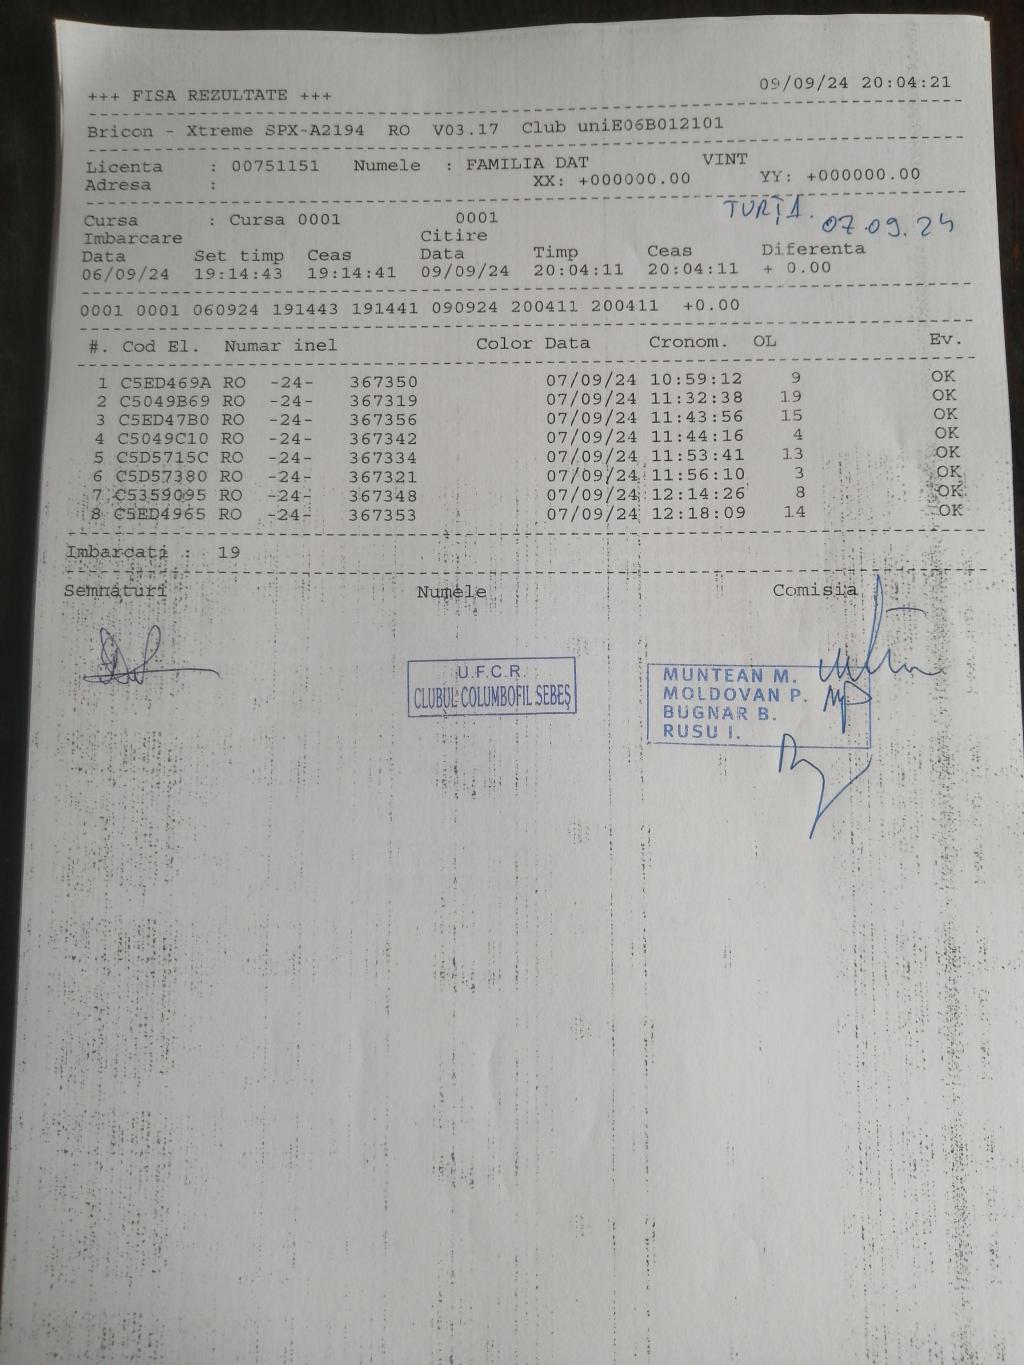 09/09/24 20:04:21
+++ FISA REZULTATE +++
Bricon - Xtreme SPX-A2194 RO V03.17 Club uniE06B012101
Licenta : 00751151 Numele : FAMILIA DAT VINT
Adresa : XX: +000000.00 YY: +000000.00
TURȚA. 07.09.24
Cursa : Cursa 0001 0001
Imbarcare Citire
Data Set timp Ceas Data Timp Ceas Diferenta
06/09/24 19:14:43 19:14:41 09/09/24 20:04:11 20:04:11 + 0.00
0001 0001 060924 191443 191441 090924 200411 200411 +0.00
#. Cod El. Numar inel Color Data Cronom. OL Ev.
1 C5ED469A RO -24- 367350 07/09/24 10:59:12 9 OK
2 C5049B69 RO -24- 367319 07/09/24 11:32:38 19 OK
3 C5ED47B0 RO -24- 367356 07/09/24 11:43:56 15 OK
4 C5049C10 RO -24- 367342 07/09/24 11:44:16 4 OK
5 C5D5715C RO -24- 367334 07/09/24 11:53:41 13 OK
6 C5D57380 RO -24- 367321 07/09/24 11:56:10 3 OK
7 C5359095 RO -24- 367348 07/09/24 12:14:26 8 OK
8 C5ED4965 RO -24- 367353 07/09/24 12:18:09 14 OK
Imbarcati : 19
Semnaturi Numele Comisia
U.F.C.R.
CLUBUL COLUMBOFIL SEBEȘ
MUNTEAN M.
MOLDOVAN P.
BUGNAR B.
RUSU I.